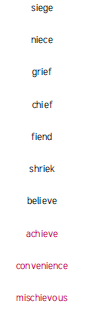 siege
niece
grief
chief
fiend
shriek
believe
achieve
convenience
mischievous